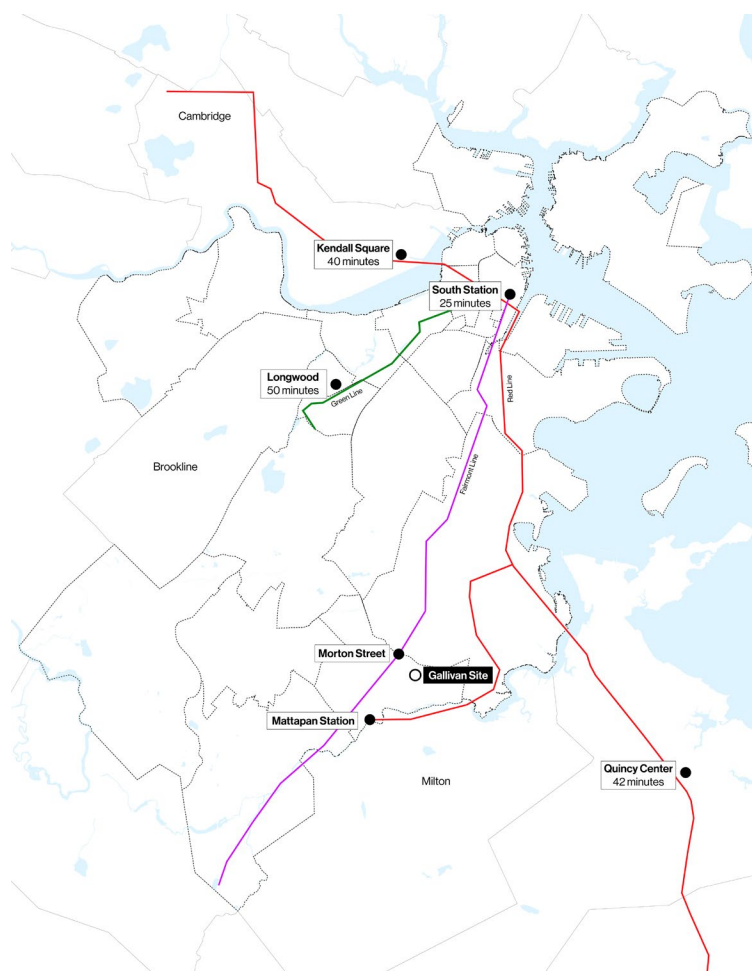 Cambridge
Kendall Square
40 minutes
South Station
25 minutes
Longwood
50 minutes
Green Line
Red Line
Brookline
Fairmont Line
Morton Street
Gallivan Site
Mattapan Station
Quincy Center
42 minutes
Milton